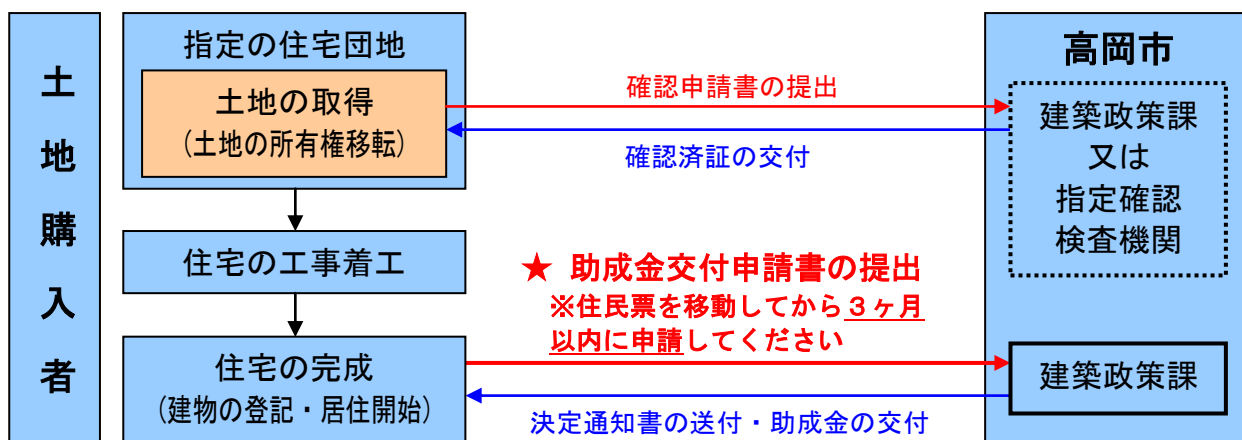 土地購入者
指定の住宅団地
土地の取得
(土地の所有権移転)
住宅の工事着工
住宅の完成
(建物の登記・居住開始)
確認申請書の提出
確認済証の交付
★ 助成金交付申請書の提出
※住民票を移動してから３ヶ月
以内に申請してください
決定通知書の送付・助成金の交付
高岡市
建築政策課
又は
指定確認
検査機関
建築政策課